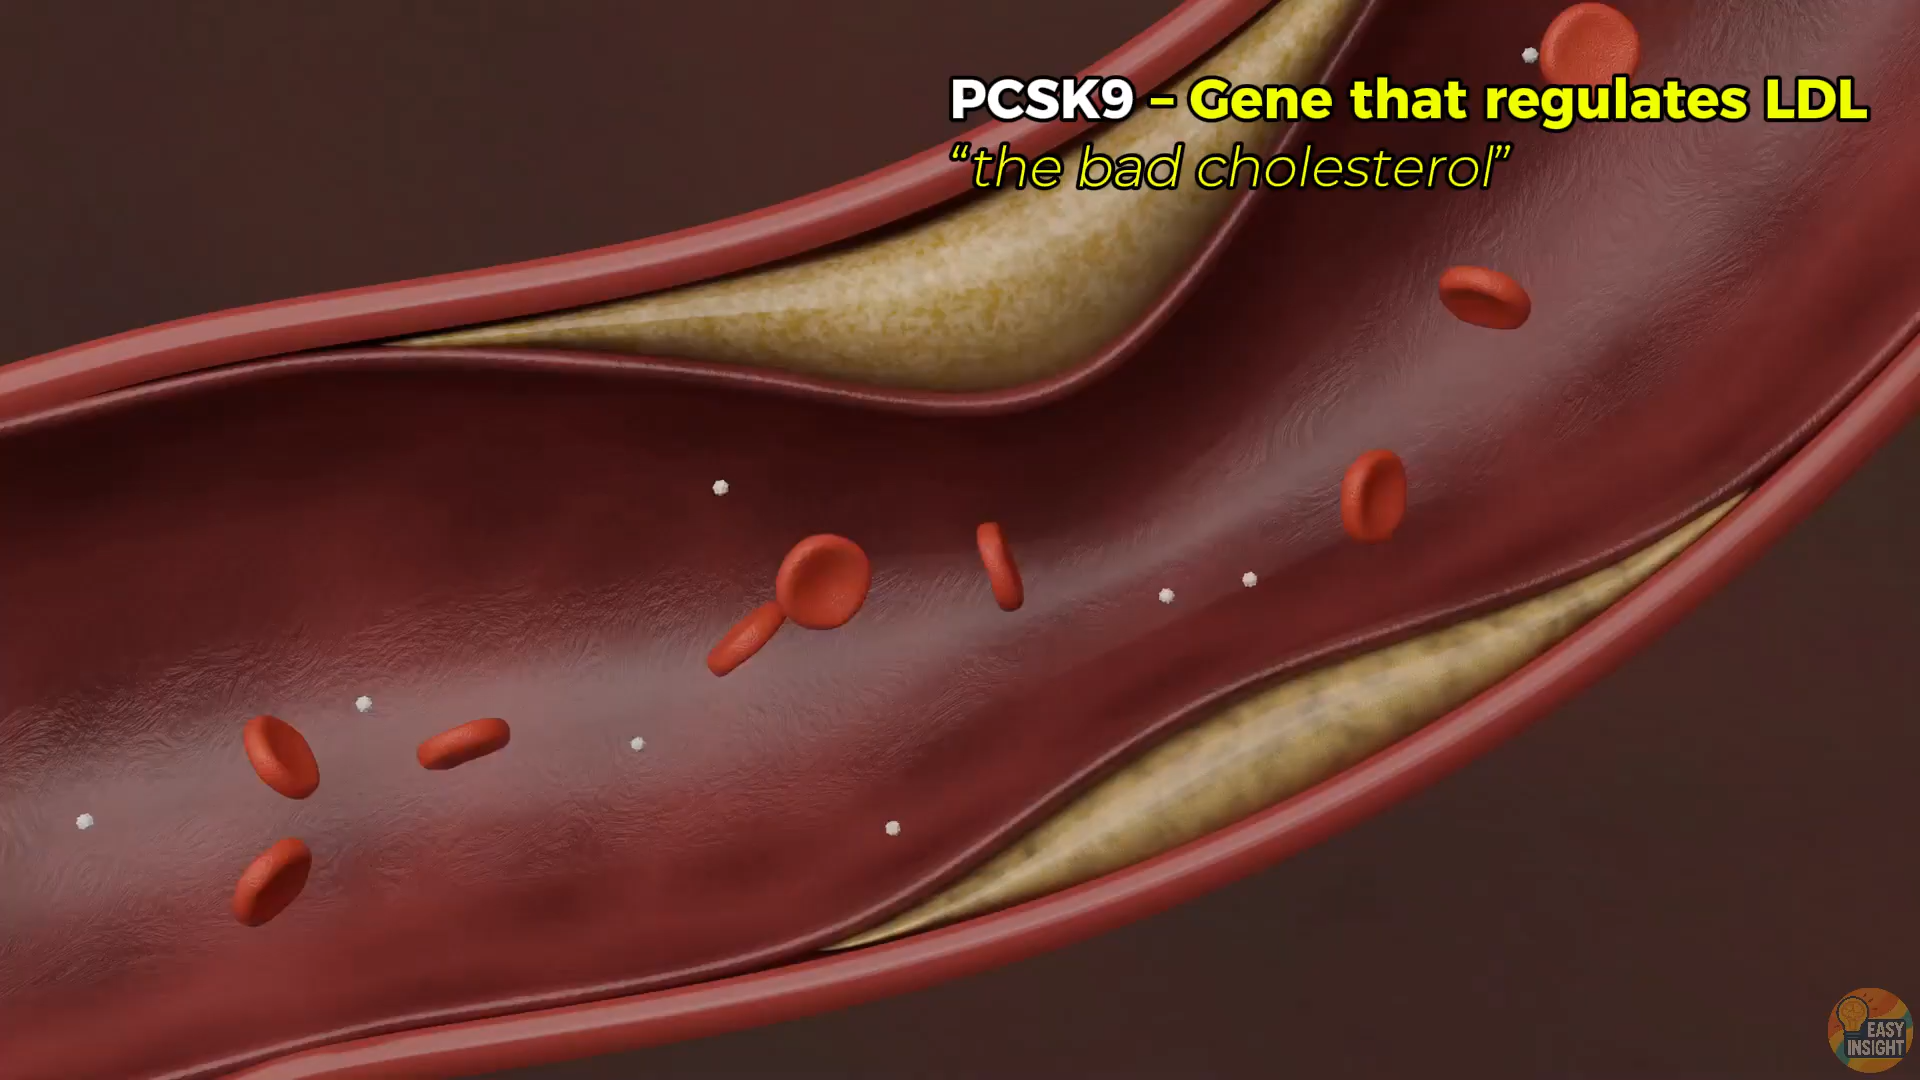 PCSK9 – Gene that regulates LDL
“the bad cholesterol”
EASY
INSIGHT